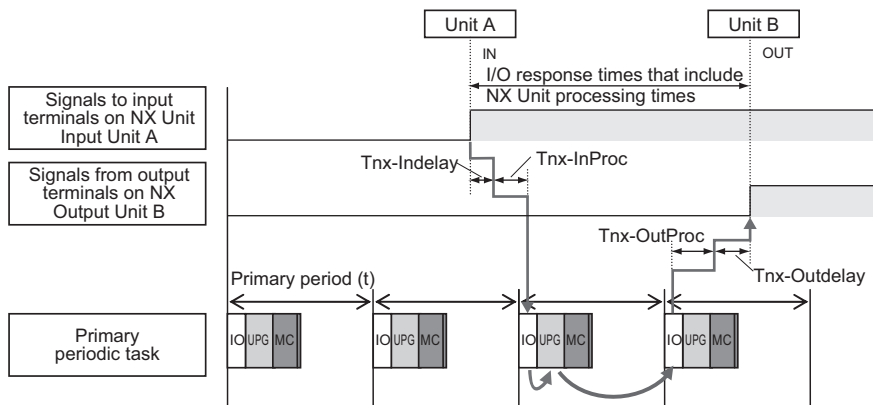 Unit A
Unit B
IN
OUT
I/O response times that include
NX Unit processing times
Signals to input
terminals on NX Unit
Input Unit A
Tnx-Indelay
Tnx-InProc
Signals from output
terminals on NX
Output Unit B
Tnx-OutProc
Tnx-Outdelay
Primary period (t)
Primary
periodic task
IO UPG MC
IO UPG MC
IO UPG MC
IO UPG MC